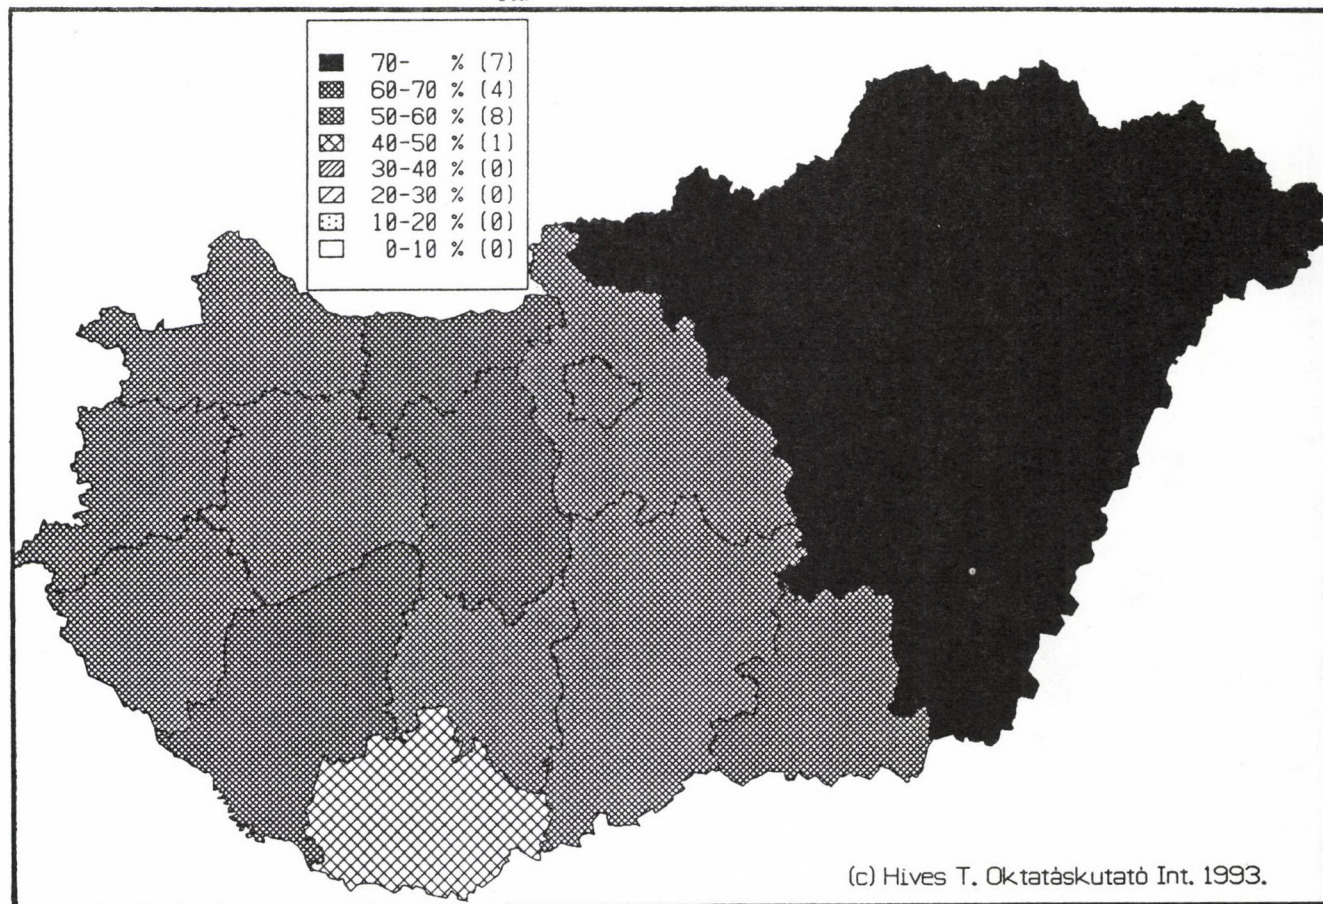 70- % (7)
60-70 % (4)
50-60 % (8)
40-50 % (1)
30-40 % (0)
20-30 % (0)
10-20 % (0)
0-10 % (0)
(c) Hives T. Oktatáskutató Int. 1993.